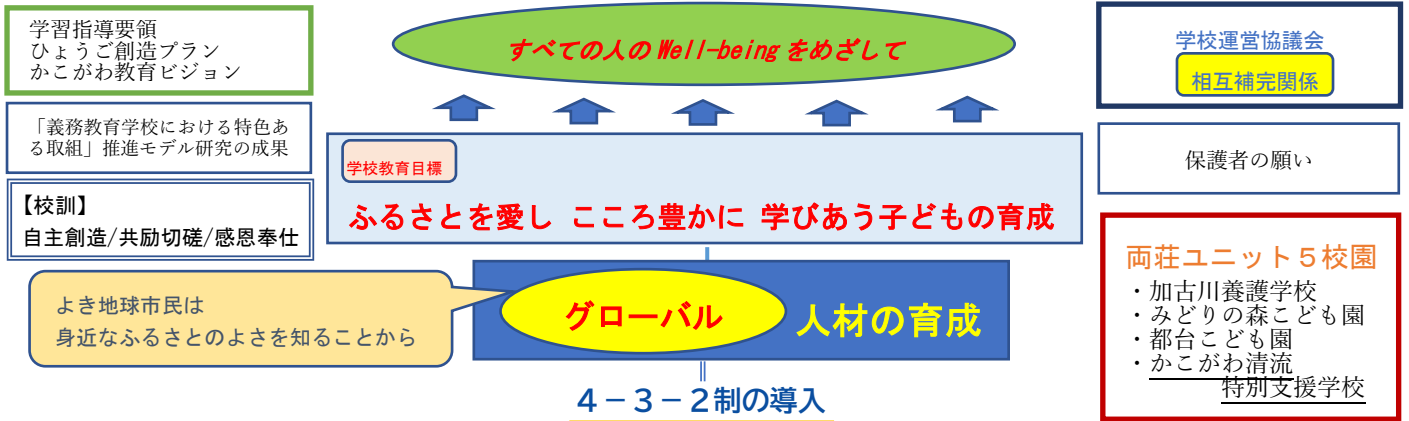 学習指導要領
ひょうご創造プラン
かこがわ教育ビジョン
「義務教育学校における特色あ
る取組」推進モデル研究の成果
【校訓】
自主創造/共励切磋/感恩奉仕
すべての人の Well-being をめざして
学校教育目標
ふるさとを愛し こころ豊かに 学びあう子どもの育成
よき地球市民は
身近なふるさとのよさを知ることから
グローバル 人材の育成
4-3-2制の導入
学校運営協議会
相互補完関係
保護者の願い
両荘ユニット5校園
・加古川養護学校
・みどりの森こども園
・都台こども園
・かこがわ清流
特別支援学校